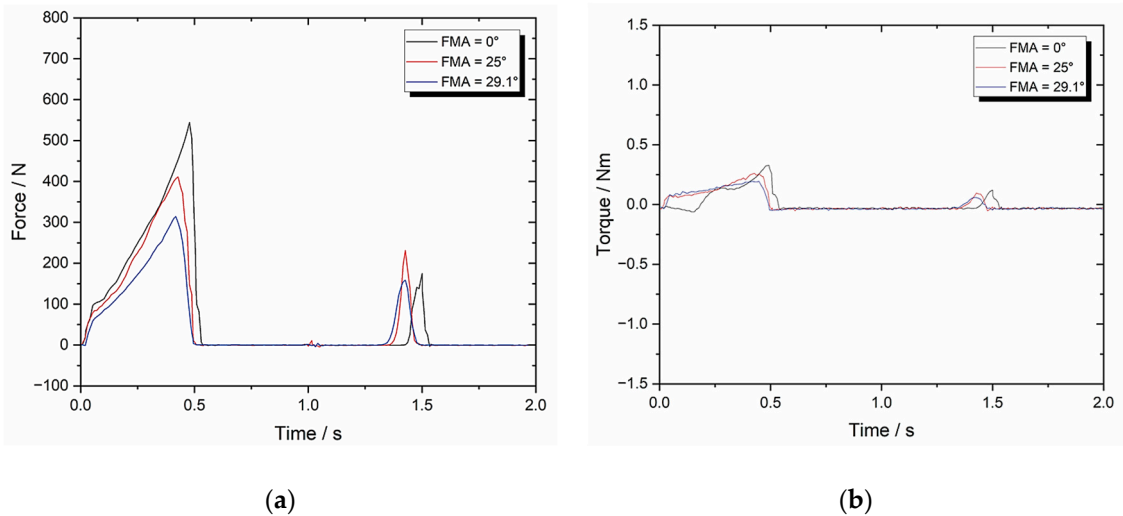 800
700
600
500
400
300
200
100
0
−100
0.0 0.5 1.0 1.5 2.0
Force / N
Time / s
FMA = 0°
FMA = 25°
FMA = 29.1°
(a)
1.5
1.0
0.5
0.0
−0.5
−1.0
−1.5
0.0 0.5 1.0 1.5 2.0
Torque / Nm
Time / s
FMA = 0°
FMA = 25°
FMA = 29.1°
(b)